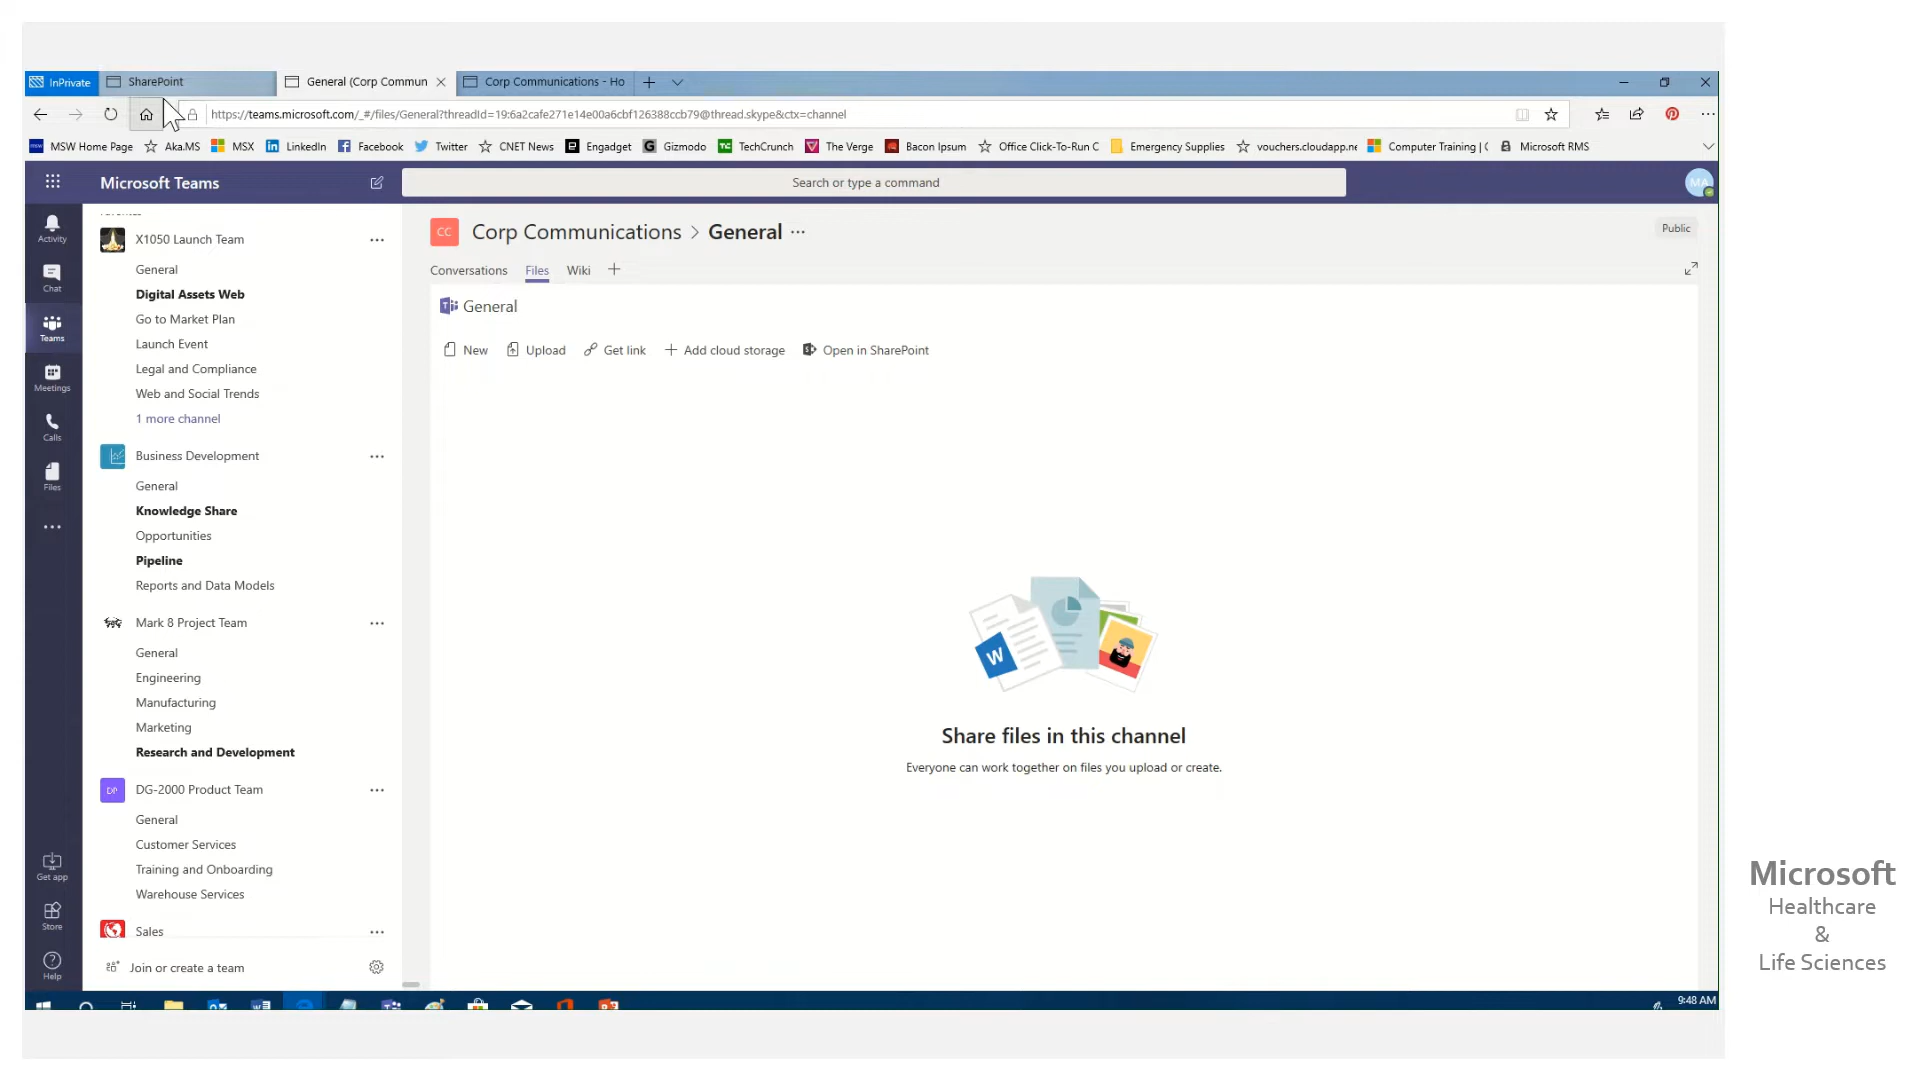 InPrivate
SharePoint
General (Corp Commun
Corp Communications - Ho
https://teams.microsoft.com/_#/files/General?threadId=19:6a2cafe271e14e00a6cbf126388ccb79@thread.skype&ctx=channel
MSW Home Page
Aka.MS
MSX
LinkedIn
Facebook
Twitter
CNET News
Engadget
Gizmodo
TechCrunch
The Verge
Bacon Ipsum
Office Click-To-Run C
Emergency Supplies
vouchers.cloudapp.ne
Computer Training | (
Microsoft RMS
Microsoft Teams
Search or type a command
MA
Activity
Chat
Teams
Meetings
Calls
Files
Get app
Store
Help
X1050 Launch Team
General
Digital Assets Web
Go to Market Plan
Launch Event
Legal and Compliance
Web and Social Trends
1 more channel
Business Development
General
Knowledge Share
Opportunities
Pipeline
Reports and Data Models
Mark 8 Project Team
General
Engineering
Manufacturing
Marketing
Research and Development
DP
DG-2000 Product Team
General
Customer Services
Training and Onboarding
Warehouse Services
Sales
Join or create a team
CC
Corp Communications > General
Public
Conversations
Files
Wiki
General
New
Upload
Get link
Add cloud storage
Open in SharePoint
W
Share files in this channel
Everyone can work together on files you upload or create.
9:48 AM
Microsoft
Healthcare
&
Life Sciences